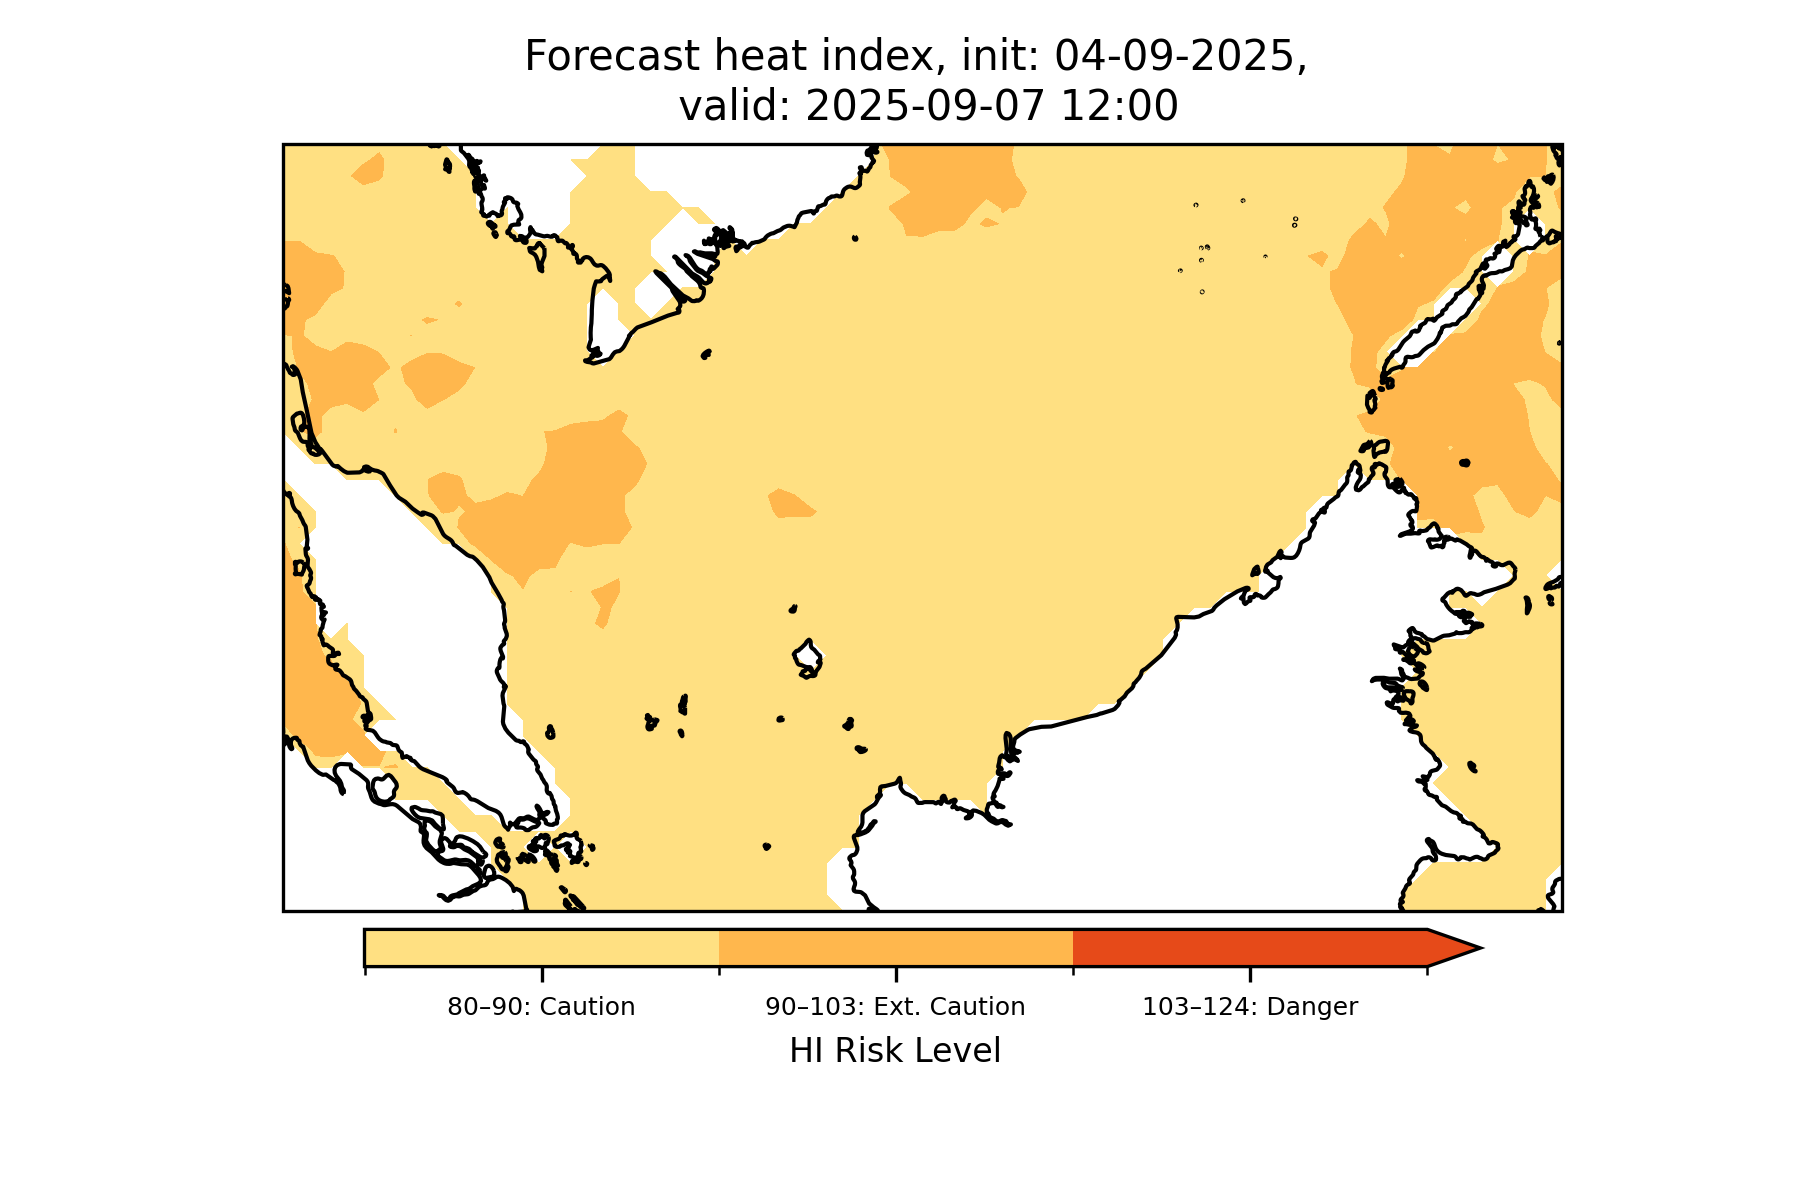 Forecast heat index, init: 04-09-2025,
valid: 2025-09-07 12:00
80–90: Caution
90–103: Ext. Caution
103–124: Danger
HI Risk Level